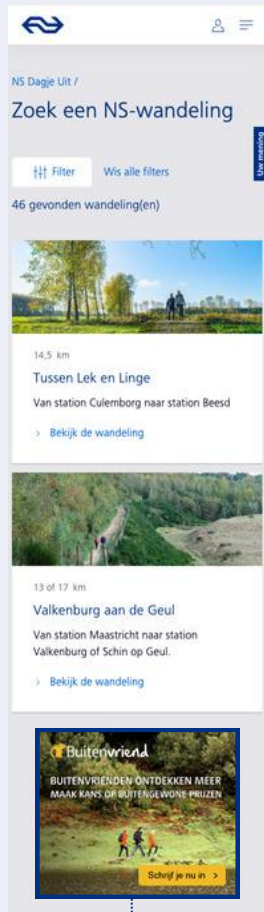 NS Dagje Uit /
Zoek een NS-wandeling
Uw mening
Filter Wis alle filters
46 gevonden wandeling(en)
14,5 km
Tussen Lek en Linge
Van station Culemborg naar station Beesd
> Bekijk de wandeling
13 of 17 km
Valkenburg aan de Geul
Van station Maastricht naar station
Valkenburg of Schin op Geul.
> Bekijk de wandeling
Buitenvriend
BUITENVRIENDEN ONTDEKKEN MEER
MAAK KANS OP BUITENGEWONE PRIJZEN
Schrijf je nu in >